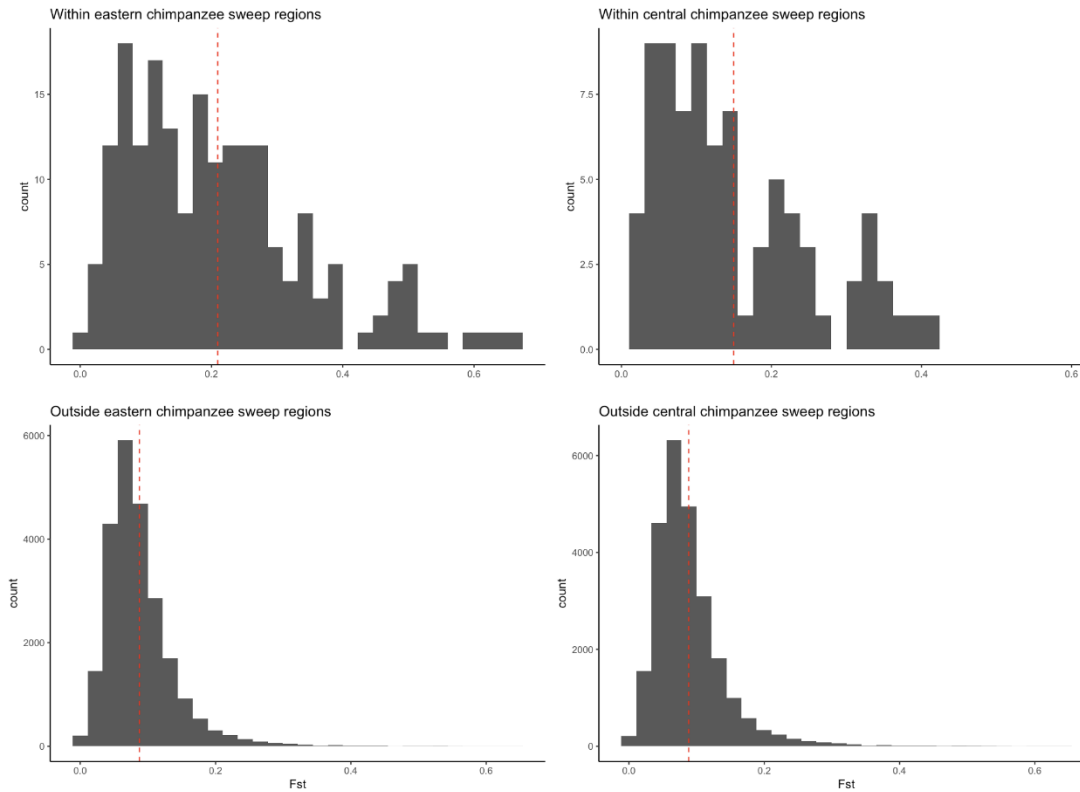 Within eastern chimpanzee sweep regions
count
15
10
5
0
0.0 0.2 0.4 0.6
Within central chimpanzee sweep regions
count
7.5
5.0
2.5
0.0
0.0 0.2 0.4 0.6
Outside eastern chimpanzee sweep regions
count
6000
4000
2000
0
0.0 0.2 0.4 0.6
Fst
Outside central chimpanzee sweep regions
count
6000
4000
2000
0
0.0 0.2 0.4 0.6
Fst